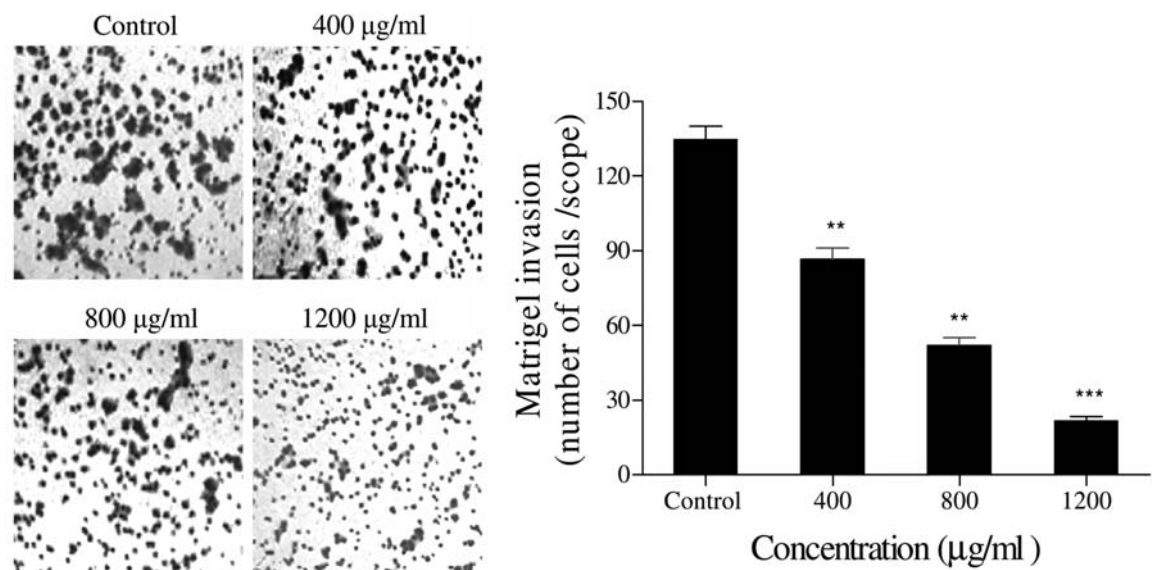 Control
400 µg/ml
800 µg/ml
1200 µg/ml
Matrigel invasion
(number of cells /scope)
150
120
90
60
30
0
**
**
***
Control
400
800
1200
Concentration (µg/ml )